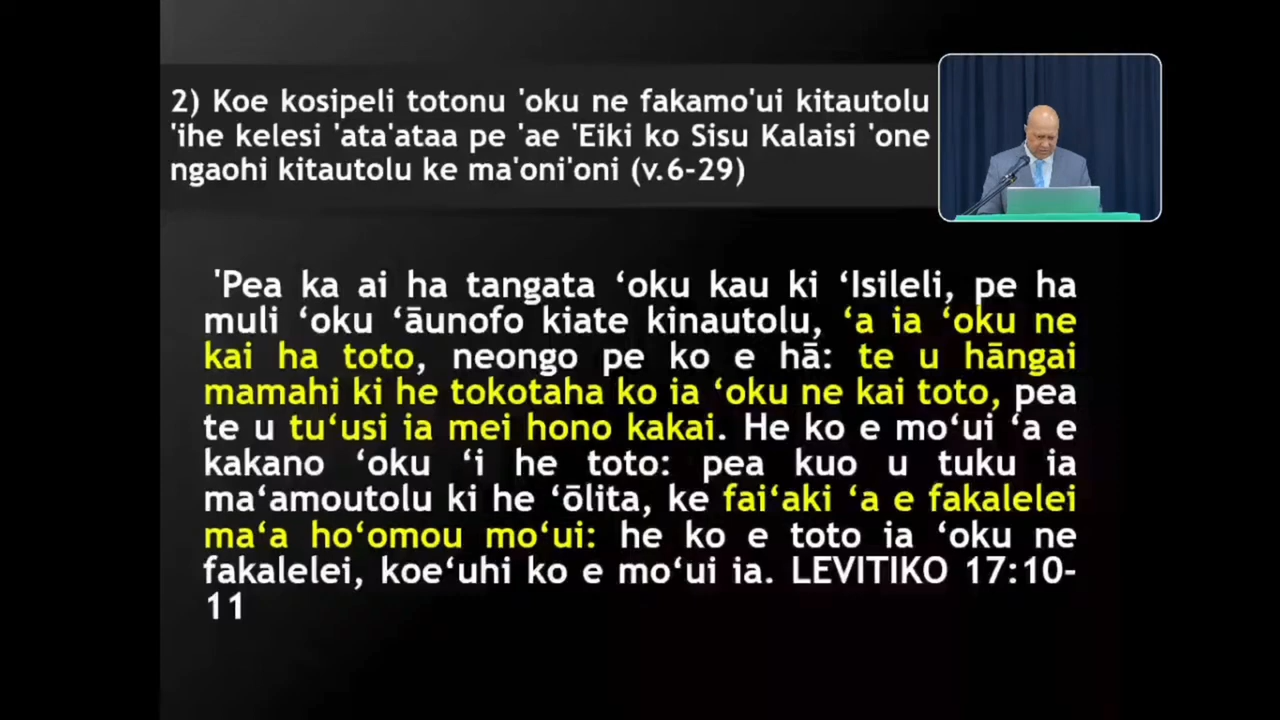 2) Koe kosipeli totonu 'oku ne fakamo'ui kitautolu
'ihe kelesi 'ata'ataa pe 'ae 'Eiki ko Sisu Kalaisi 'one
ngaohi kitautolu ke ma'oni'oni (v.6-29)
'Pea ka ai ha tangata ‘oku kau ki ‘Isileli, pe ha
muli ‘oku ‘āunofo kiate kinautolu, ‘a ia ‘oku ne
kai ha toto, neongo pe ko e hā: te u hāngai
mamahi ki he tokotaha ko ia ‘oku ne kai toto, pea
te u tu‘usi ia mei hono kakai. He ko e mo‘ui ‘a e
kakano ‘oku ‘i he toto: pea kuo u tuku ia
ma‘amoutolu ki he ‘ōlita, ke fai‘aki ‘a e fakalelei
ma‘a ho‘omou mo‘ui: he ko e toto ia ‘oku ne
fakalelei, koe‘uhi ko e mo‘ui ia. LEVITIKO 17:10-
11